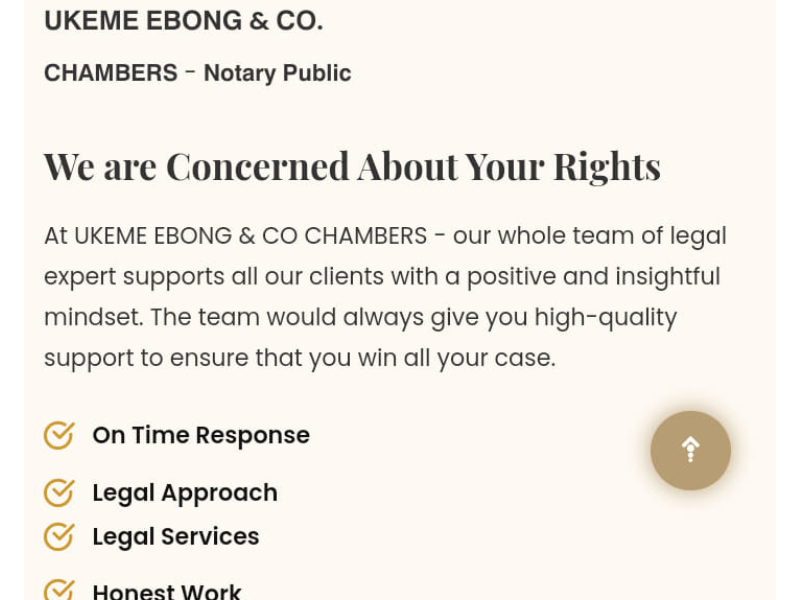 UKEME EBONG & CO.
CHAMBERS - Notary Public
We are Concerned About Your Rights
At UKEME EBONG & CO CHAMBERS - our whole team of legal
expert supports all our clients with a positive and insightful
mindset. The team would always give you high-quality
support to ensure that you win all your case.
On Time Response
Legal Approach
Legal Services
Honest Work